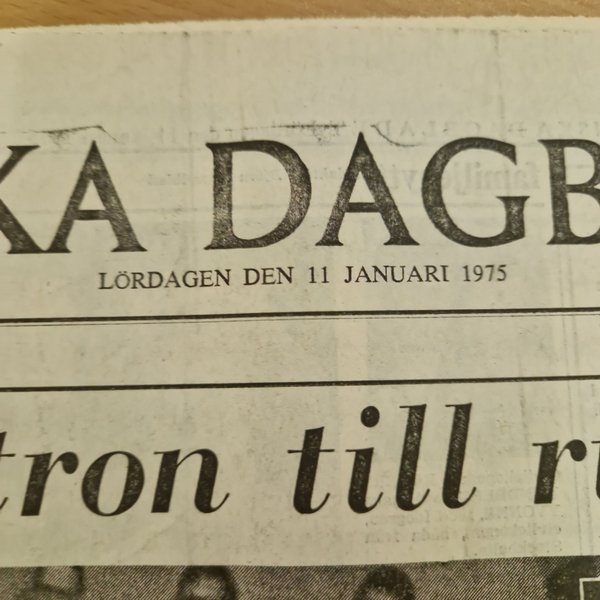 KA DAGB
LÖRDAGEN DEN 11 JANUARI 1975
tron till r